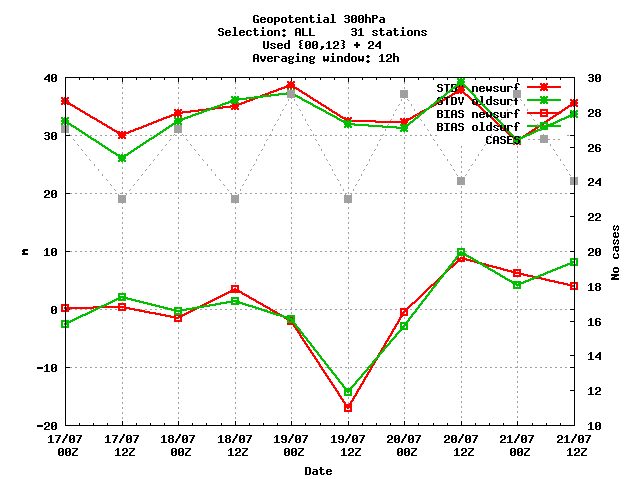 Geopotential 300hPa
Selection: ALL 31 stations
Used {00,12} + 24
Averaging window: 12h
STDV newsurf
STDV oldsurf
BIAS newsurf
BIAS oldsurf
CASES
40
30
20
10
0
-10
-20
m
30
28
26
24
22
20
18
16
14
12
10
No cases
17/07 17/07 18/07 18/07 19/07 19/07 20/07 20/07 21/07 21/07
00Z 12Z 00Z 12Z 00Z 12Z 00Z 12Z 00Z 12Z
Date